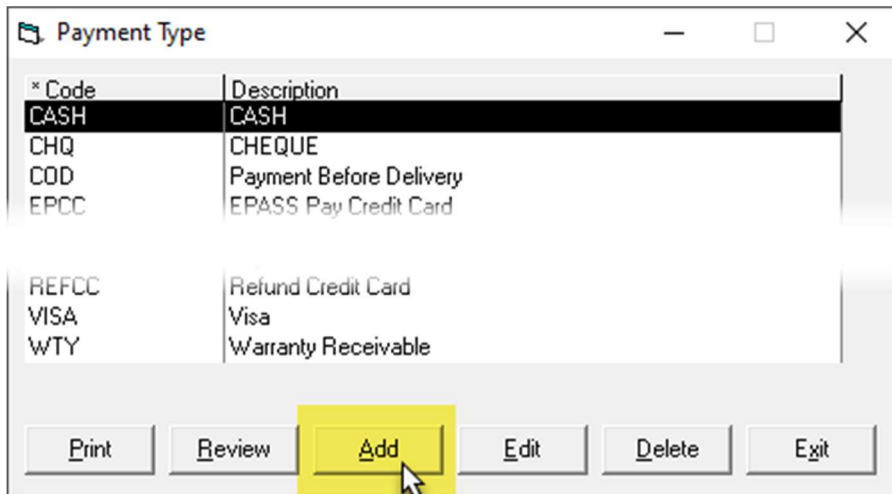 Payment Type
* Code Description
CASH CASH
CHQ CHEQUE
COD Payment Before Delivery
EPCC EPASS Pay Credit Card
REFCC Refund Credit Card
VISA Visa
WTY Warranty Receivable
Print Review Add Edit Delete Exit